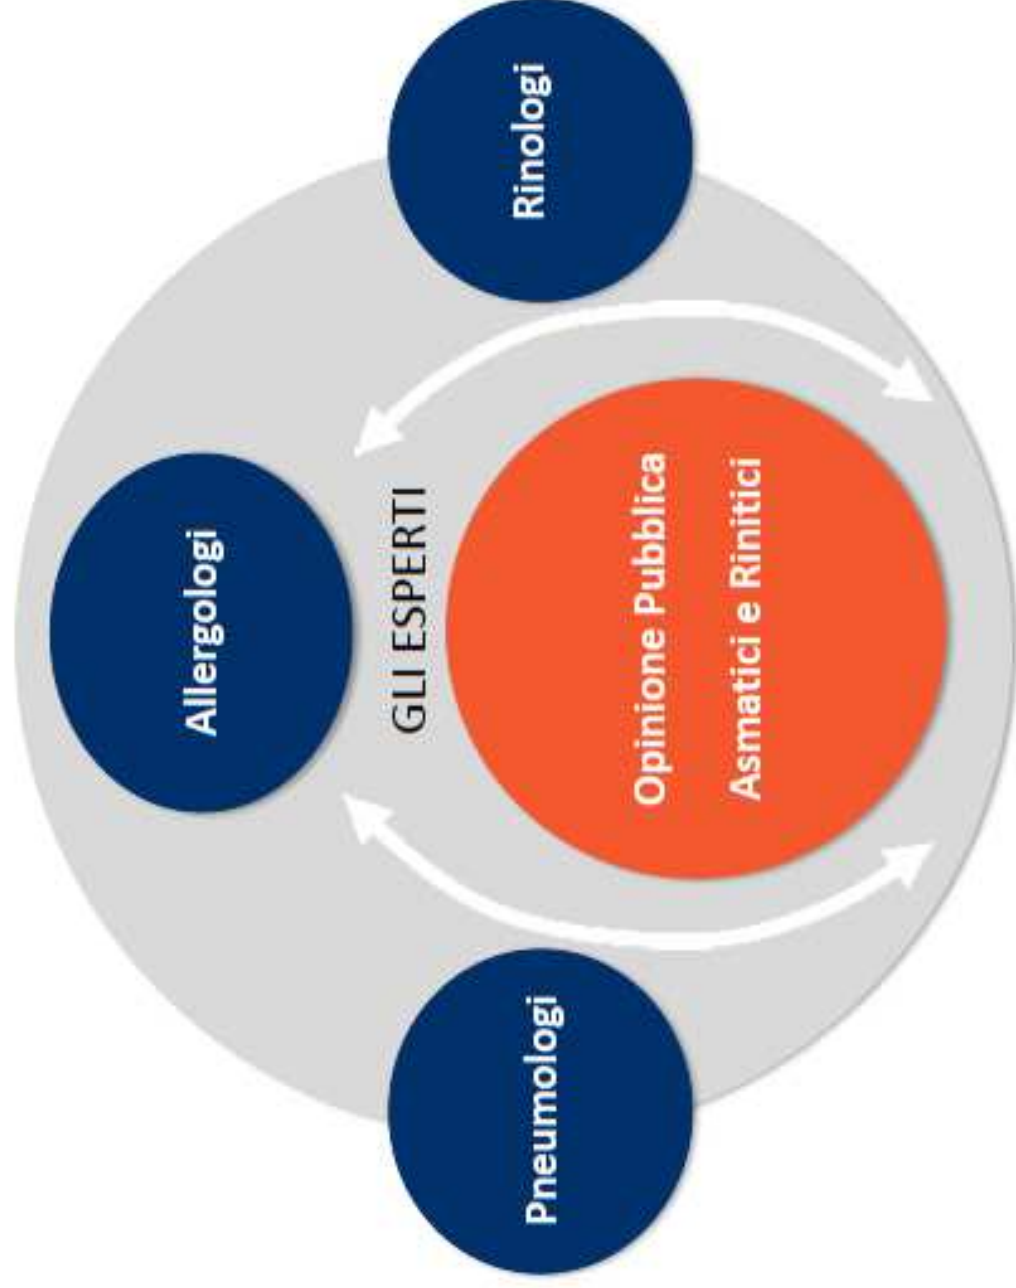 Allergologi
Pneumologi
Rinologi
GLI ESPERTI
Opinione Pubblica
Asmatici e Rinitici